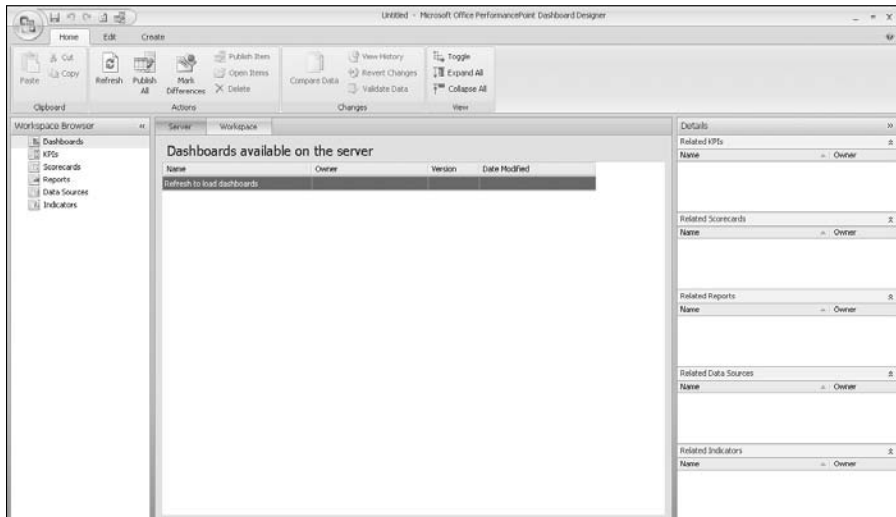 Untitled - Microsoft Office PerformancePoint Dashboard Designer
Home Edit Create
Paste
Cut
Copy
Clipboard
Refresh
Publish All
Mark Differences
Publish Item
Open Items
Delete
Actions
Compare Data
View History
Revert Changes
Validate Data
Changes
Toggle
Expand All
Collapse All
View
Workspace Browser
Dashboards
KPIs
Scorecards
Reports
Data Sources
Indicators
Server Workspace
Dashboards available on the server
Name Owner Version Date Modified
Refresh to load dashboards
Details
Related KPIs
Name Owner
Related Scorecards
Name Owner
Related Reports
Name Owner
Related Data Sources
Name Owner
Related Indicators
Name Owner